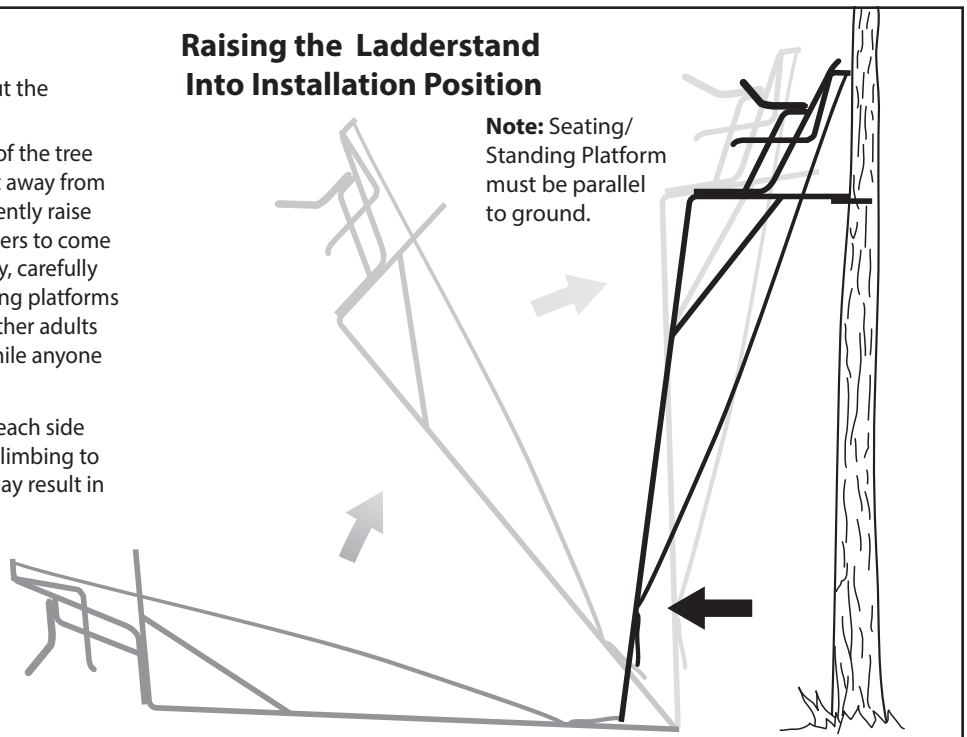 Raising the Ladderstand
Into Installation Position
ut the
of the tree
away from
ently raise
ers to come
y, carefully
ng platforms
ther adults
hile anyone
each side
limbing to
ay result in
Note: Seating/
Standing Platform
must be parallel
to ground.